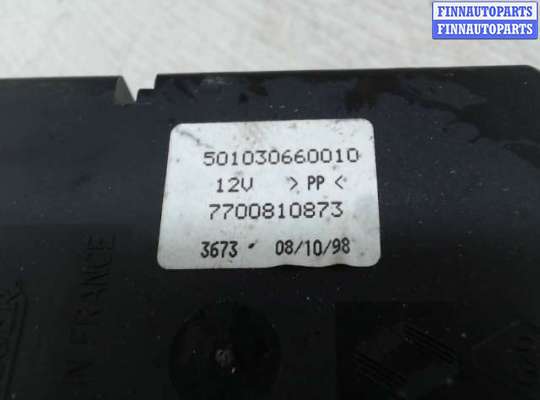 FINNAUTOPARTS
FINNAUTOPARTS
501030660010
12V >PP<
7700810873
3673 08/10/98
IN FRANCE